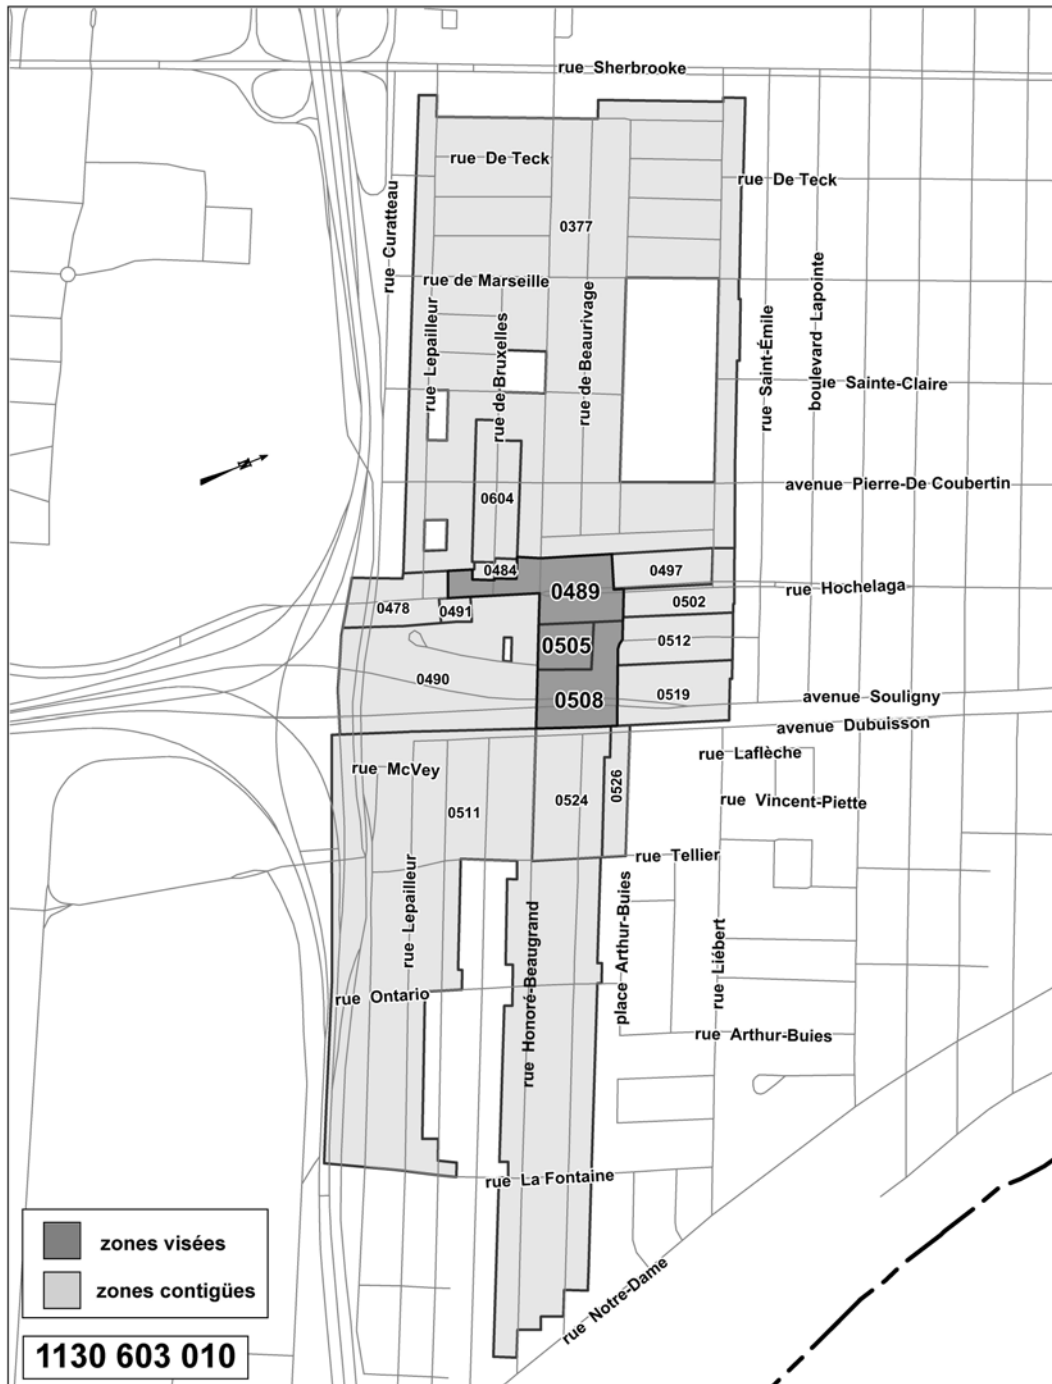 rue Sherbrooke
rue De Teck
rue De Teck
rue Curatteau
0377
rue de Marseille
rue Lepailleur
rue de Bruxelles
rue de Beaurivage
rue Saint-Émile
boulevard Lapointe
ue Sainte-Claire
N
avenue Pierre-De Coubertin
0604
0484
0497
0489
rue Hochelaga
0478
0491
0502
0505
0512
0490
0508
0519
avenue Souligny
avenue Dubuisson
rue McVey
rue Laflèche
0526
0524
rue Vincent-Piette
0511
rue Tellier
rue Lepailleur
rue Honoré-Beaugrand
place Arthur-Buies
rue Liébert
rue Ontario
rue Arthur-Buies
rue La Fontaine
rue Notre-Dame
zones visées
zones contigües
1130 603 010